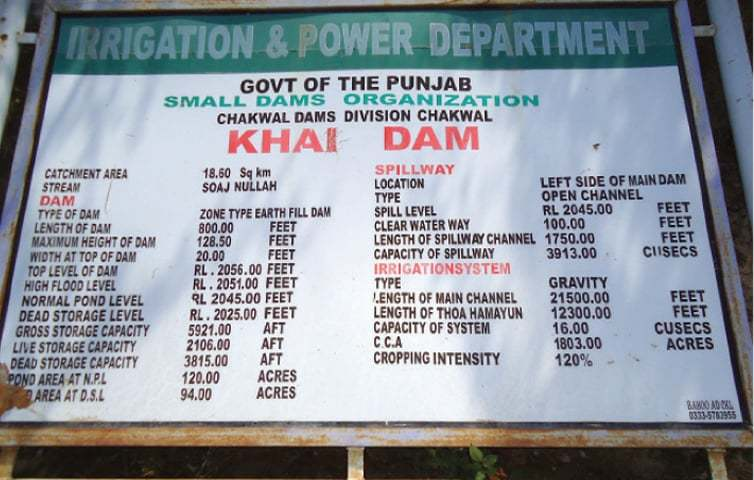 IRRIGATION & POWER DEPARTMENT
GOVT OF THE PUNJAB
SMALL DAMS ORGANIZATION
CHAKWAL DAMS DIVISION CHAKWAL
KHAI DAM
CATCHMENT AREA 18.60 Sq km
STREAM SOAJ NULLAH
DAM
TYPE OF DAM ZONE TYPE EARTH FILL DAM
LENGTH OF DAM 800.00 FEET
MAXIMUM HEIGHT OF DAM 128.50 FEET
WIDTH AT TOP OF DAM 20.00 FEET
TOP LEVEL OF DAM RL. 2056.00 FEET
HIGH FLOOD LEVEL RL. 2051.00 FEET
NORMAL POND LEVEL RL 2045.00 FEET
DEAD STORAGE LEVEL RL. 2025.00 FEET
GROSS STORAGE CAPACITY 5921.00 AFT
LIVE STORAGE CAPACITY 2106.00 AFT
DEAD STORAGE CAPACITY 3815.00 AFT
POND AREA AT N.P.L 120.00 ACRES
D AREA AT D.S.L 94.00 ACRES
SPILLWAY
LOCATION LEFT SIDE OF MAIN DAM
TYPE OPEN CHANNEL
SPILL LEVEL RL 2045.00 FEET
CLEAR WATER WAY 100.00 FEET
LENGTH OF SPILLWAY CHANNEL 1750.00 FEET
CAPACITY OF SPILLWAY 3913.00 CUSECS
IRRIGATIONSYSTEM
TYPE GRAVITY
LENGTH OF MAIN CHANNEL 21500.00 FEET
LENGTH OF THOA HAMAYUN 12300.00 FEET
CAPACITY OF SYSTEM 16.00 CUSECS
C.C.A 1803.00 ACRES
CROPPING INTENSITY 120%
BAHOO AD CKL
0333-5783955